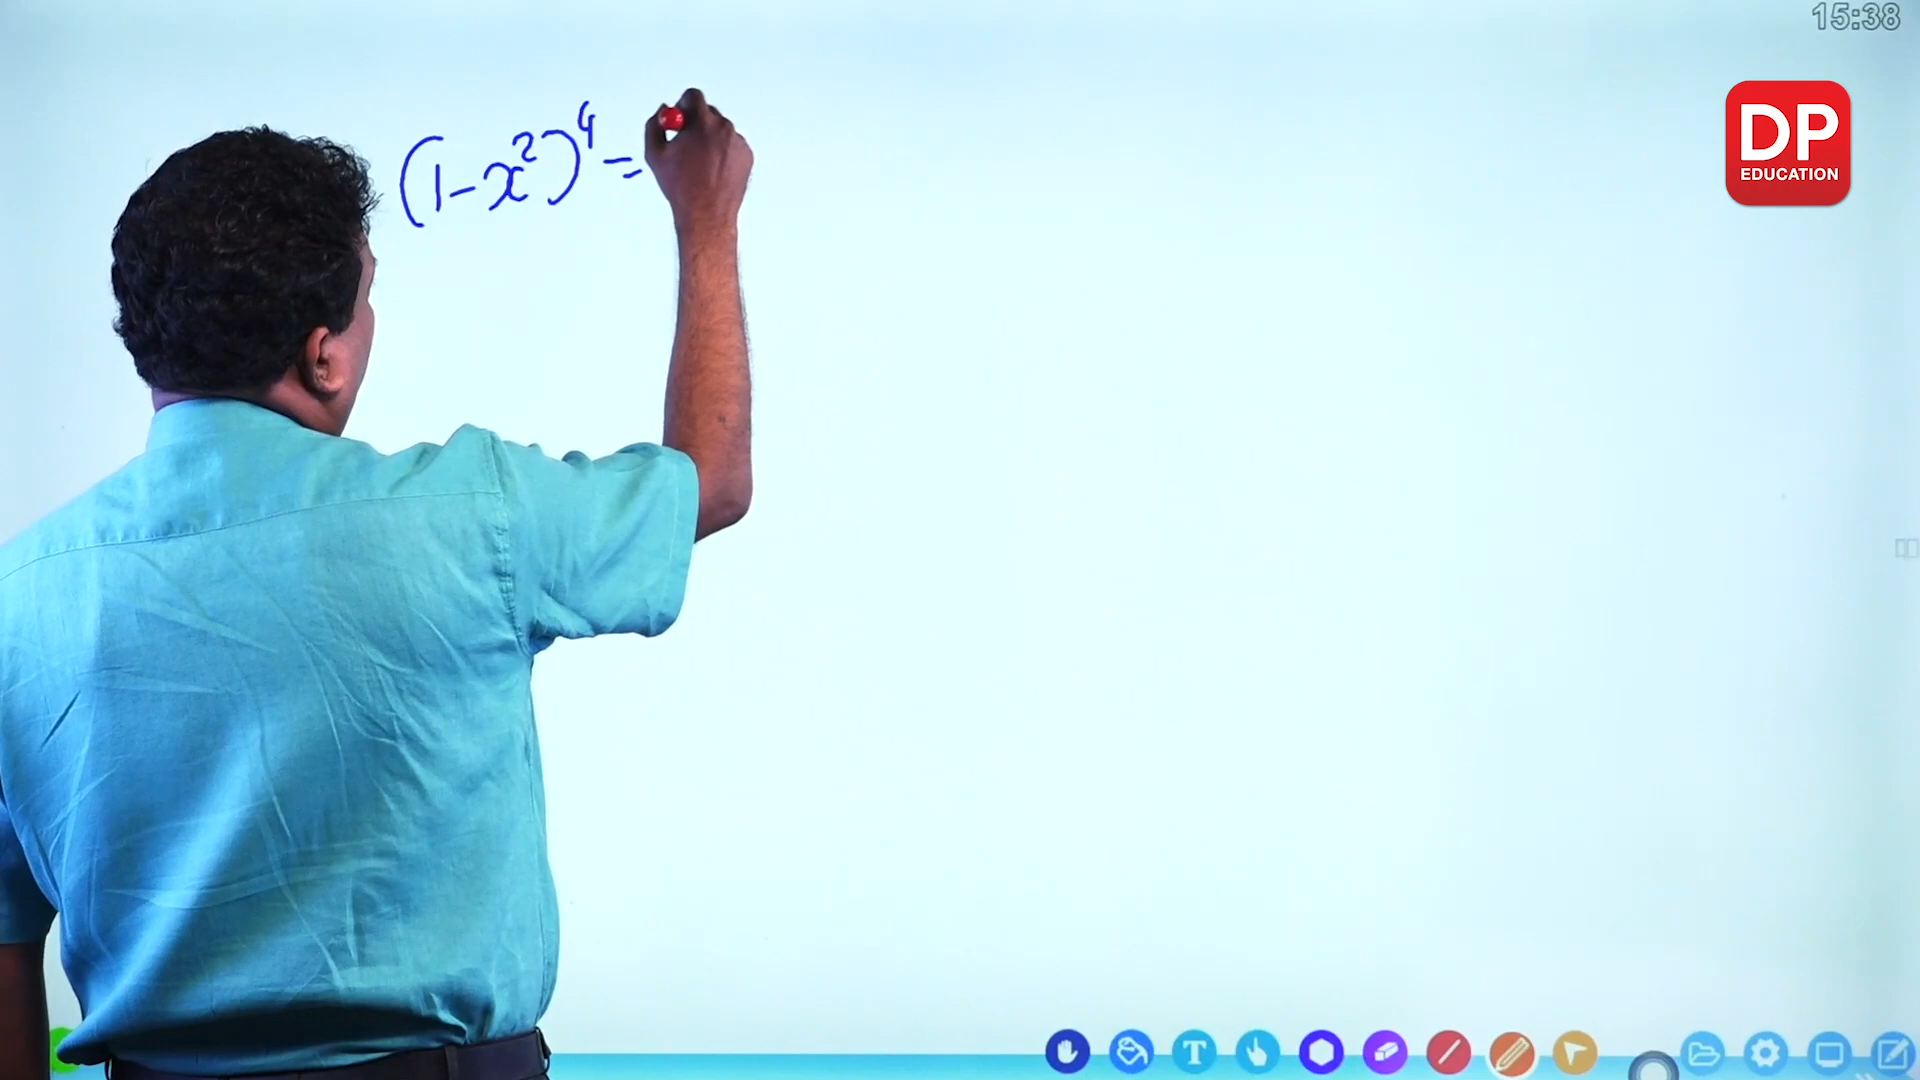 15:38
(1-x²)⁴ =
DP
EDUCATION
T